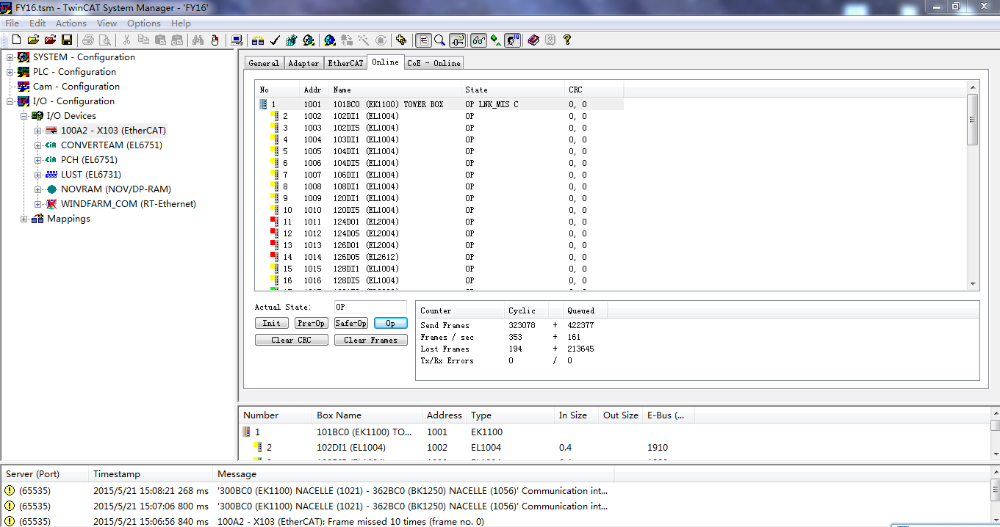 FY16.tsm - TwinCAT System Manager - 'FY16'
File Edit Actions View Options Help
SYSTEM - Configuration
PLC - Configuration
Cam - Configuration
I/O - Configuration
I/O Devices
100A2 - X103 (EtherCAT)
CONVERTEAM (EL6751)
PCH (EL6751)
LUST (EL6731)
NOVRAM (NOV/DP-RAM)
WINDFARM_COM (RT-Ethernet)
Mappings
General Adapter EtherCAT Online CoE - Online
No Addr Name State CRC
1 1001 101BC0 (EK1100) TOWER BOX OP LNK_MIS C 0, 0
2 1002 102DI1 (EL1004) OP 0, 0
3 1003 102DI5 (EL1004) OP 0, 0
4 1004 103DI1 (EL1004) OP 0, 0
5 1005 104DI1 (EL1004) OP 0, 0
6 1006 104DI5 (EL1004) OP 0, 0
7 1007 106DI1 (EL1004) OP 0, 0
8 1008 108DI1 (EL1004) OP 0, 0
9 1009 120DI1 (EL1004) OP 0, 0
10 1010 120DI5 (EL1004) OP 0, 0
11 1011 124DO1 (EL2004) OP 0, 0
12 1012 124DO5 (EL2004) OP 0, 0
13 1013 126DO1 (EL2004) OP 0, 0
14 1014 126DO5 (EL2612) OP 0, 0
15 1015 128DI1 (EL1004) OP 0, 0
16 1016 128DI5 (EL1004) OP 0, 0
Actual State: OP
Init Pre-Op Safe-Op Op
Clear CRC Clear Frames
Counter Cyclic Queued
Send Frames 323078 + 422377
Frames / sec 353 + 161
Lost Frames 194 + 213645
Tx/Rx Errors 0 / 0
Number Box Name Address Type In Size Out Size E-Bus (...
1 101BC0 (EK1100) TO... 1001 EK1100
2 102DI1 (EL1004) 1002 EL1004 0.4 1910
Server (Port) Timestamp Message
(65535) 2015/5/21 15:08:21 268 ms '300BC0 (EK1100) NACELLE (1021) - 362BC0 (BK1250) NACELLE (1056)' Communication int...
(65535) 2015/5/21 15:07:06 800 ms '300BC0 (EK1100) NACELLE (1021) - 362BC0 (BK1250) NACELLE (1056)' Communication int...
(65535) 2015/5/21 15:06:56 840 ms 100A2 - X103 (EtherCAT): Frame missed 10 times (frame no. 0)